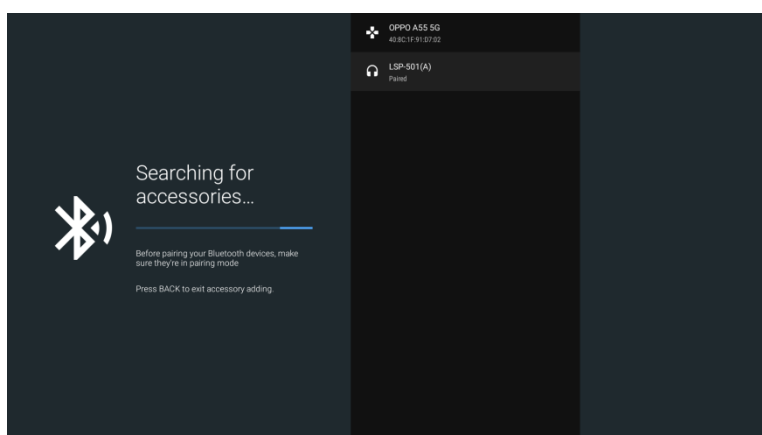 OPPO A55 5G
40:8C:1F:91:D7:02
LSP-501(A)
Paired
Searching for
accessories...
Before pairing your Bluetooth devices, make
sure they're in pairing mode
Press BACK to exit accessory adding.